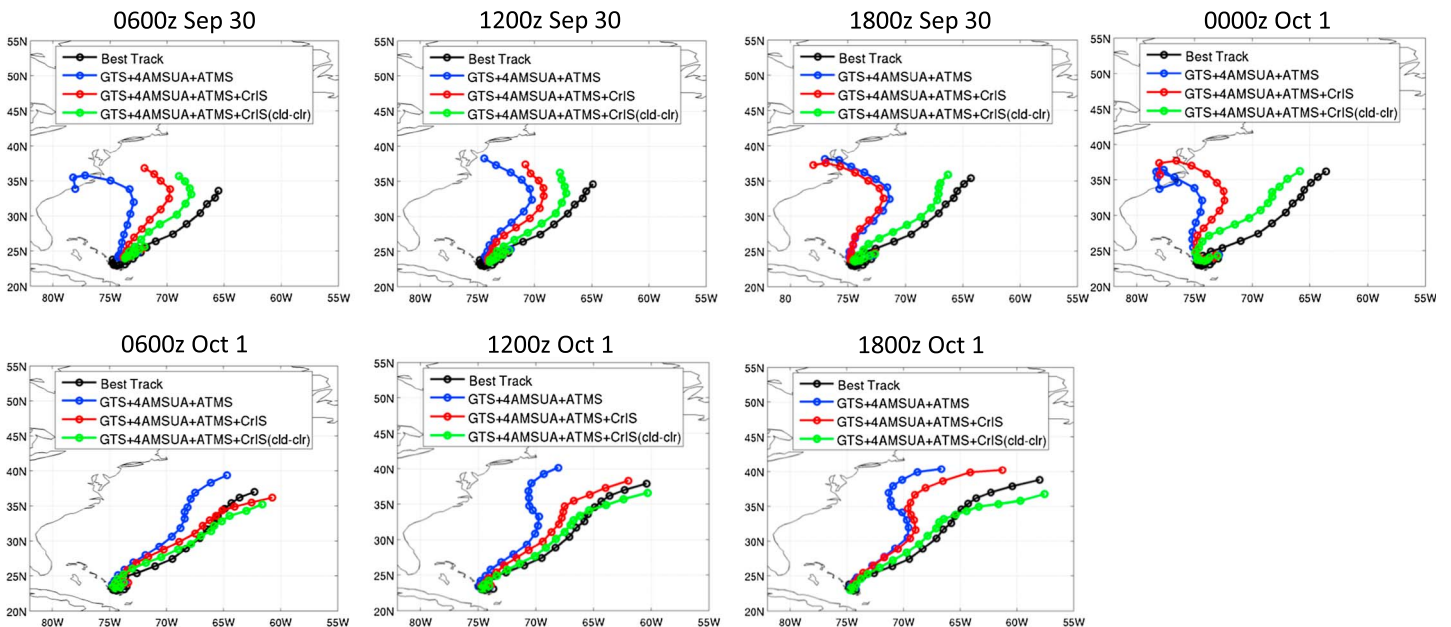 0600z Sep 30
1200z Sep 30
1800z Sep 30
0000z Oct 1
55N
50N
45N
40N
35N
30N
25N
20N
80W 75W 70W 65W 60W 55W
Best Track
GTS+4AMSUA+ATMS
GTS+4AMSUA+ATMS+CrIS
GTS+4AMSUA+ATMS+CrIS(cld-clr)
55N
50N
45N
40N
35N
30N
25N
20N
80W 75W 70W 65W 60W 55W
Best Track
GTS+4AMSUA+ATMS
GTS+4AMSUA+ATMS+CrIS
GTS+4AMSUA+ATMS+CrIS(cld-clr)
55N
50N
45N
40N
35N
30N
25N
20N
80 75W 70W 65W 60W 55W
Best Track
GTS+4AMSUA+ATMS
GTS+4AMSUA+ATMS+CrIS
GTS+4AMSUA+ATMS+CrIS(cld-clr)
55N
50N
45N
40N
35N
30N
25N
20N
80W 75W 70W 65W 60W 55W
Best Track
GTS+4AMSUA+ATMS
GTS+4AMSUA+ATMS+CrIS
GTS+4AMSUA+ATMS+CrIS(cld-clr)
0600z Oct 1
1200z Oct 1
1800z Oct 1
55N
50N
45N
40N
35N
30N
25N
20N
80W 75W 70W 65W 60W 55W
Best Track
GTS+4AMSUA+ATMS
GTS+4AMSUA+ATMS+CrIS
GTS+4AMSUA+ATMS+CrIS(cld-clr)
55N
50N
45N
40N
35N
30N
25N
20N
80W 75W 70W 65W 60W 55W
Best Track
GTS+4AMSUA+ATMS
GTS+4AMSUA+ATMS+CrIS
GTS+4AMSUA+ATMS+CrIS(cld-clr)
55N
50N
45N
40N
35N
30N
25N
20N
80W 75W 70W 65W 60W 55W
Best Track
GTS+4AMSUA+ATMS
GTS+4AMSUA+ATMS+CrIS
GTS+4AMSUA+ATMS+CrIS(cld-clr)